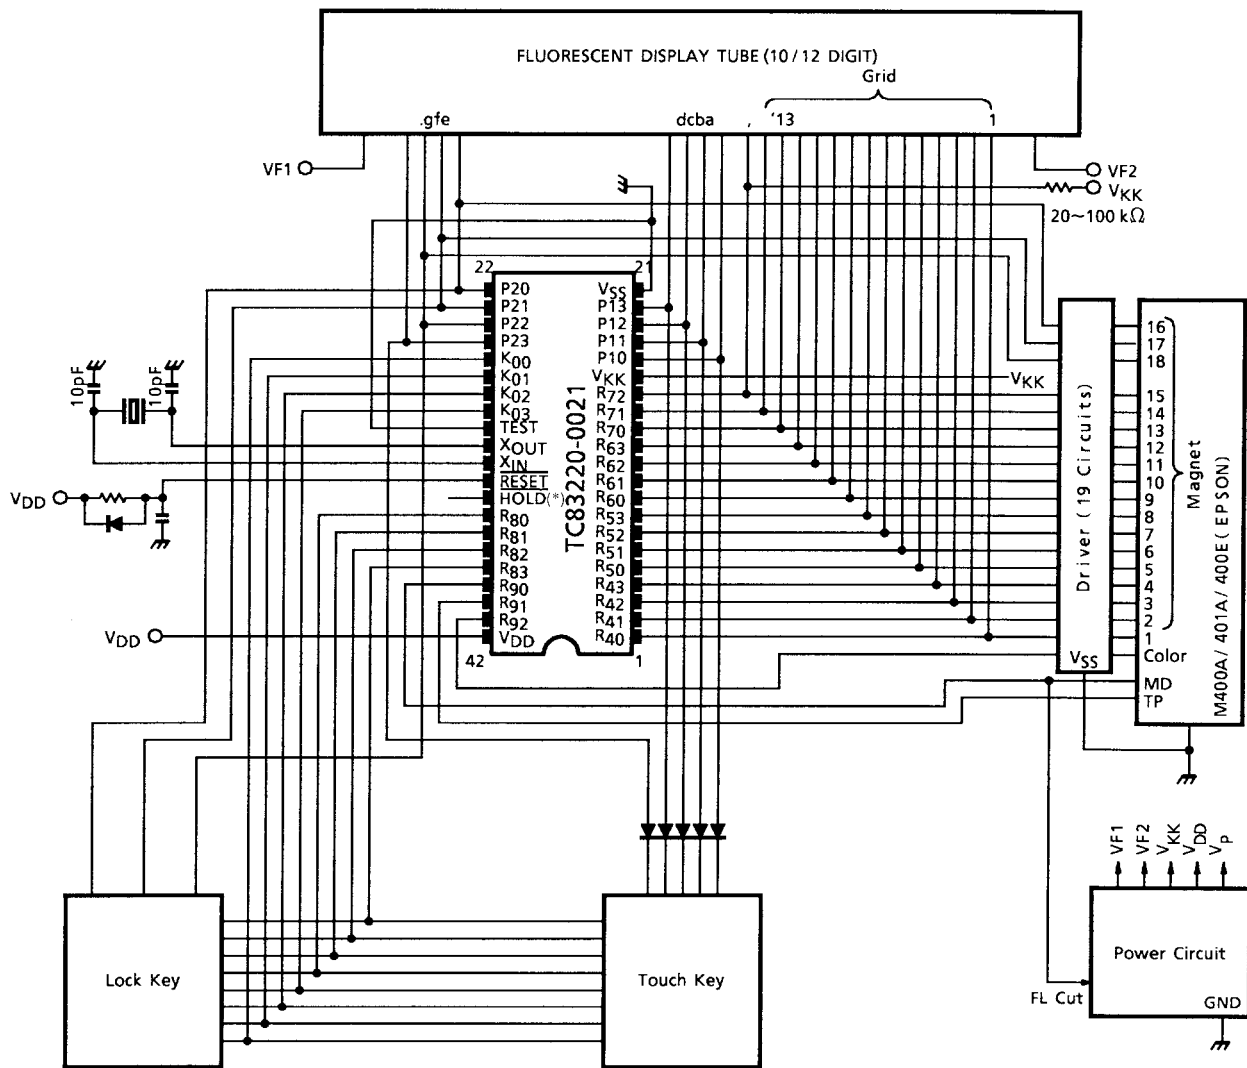 FLUORESCENT DISPLAY TUBE (10/12 DIGIT)
Grid
.gfe
dcba
,
'13
1
VF1
VF2
VKK
20~100 kΩ
22
21
P20
P21
P22
P23
K00
K01
K02
K03
TEST
XOUT
XIN
RESET
HOLD(*)
R80
R81
R82
R83
R90
R91
R92
VDD
42
TC83220-0021
VSS
P13
P12
P11
P10
VKK
R72
R71
R70
R63
R62
R61
R60
R53
R52
R51
R50
R43
R42
R41
R40
1
10pF
10pF
VDD
VDD
VKK
Driver (19 Circuits)
VSS
16
17
18
15
14
13
12
11
10
9
8
7
6
5
4
3
2
1
Color
MD
TP
Magnet
M400A/401A/400E(EPSON)
Lock Key
Touch Key
VF1
VF2
VKK
VDD
VP
Power Circuit
FL Cut
GND